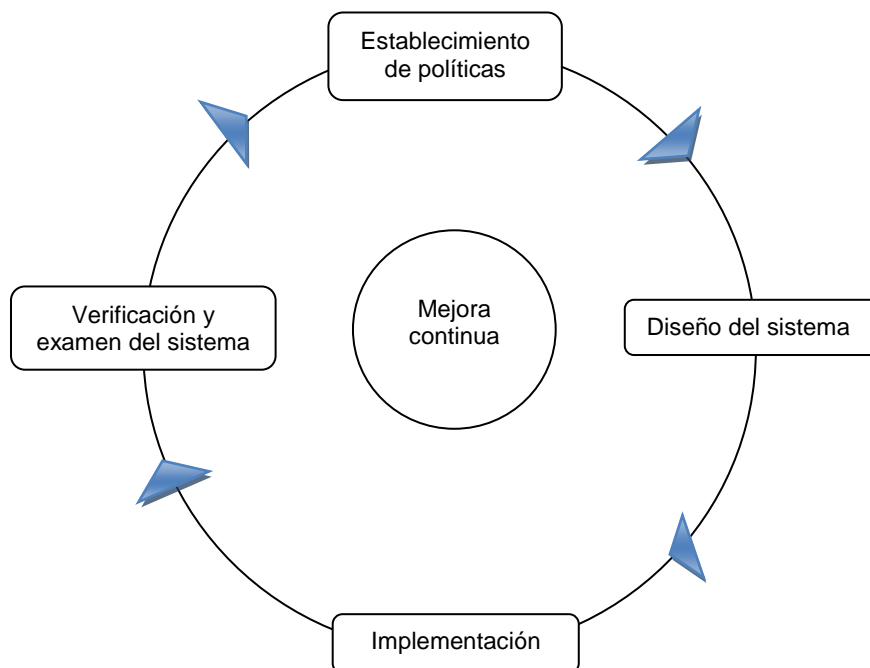 Establecimiento
de políticas
Verificación y
examen del sistema
Mejora
continua
Diseño del sistema
Implementación